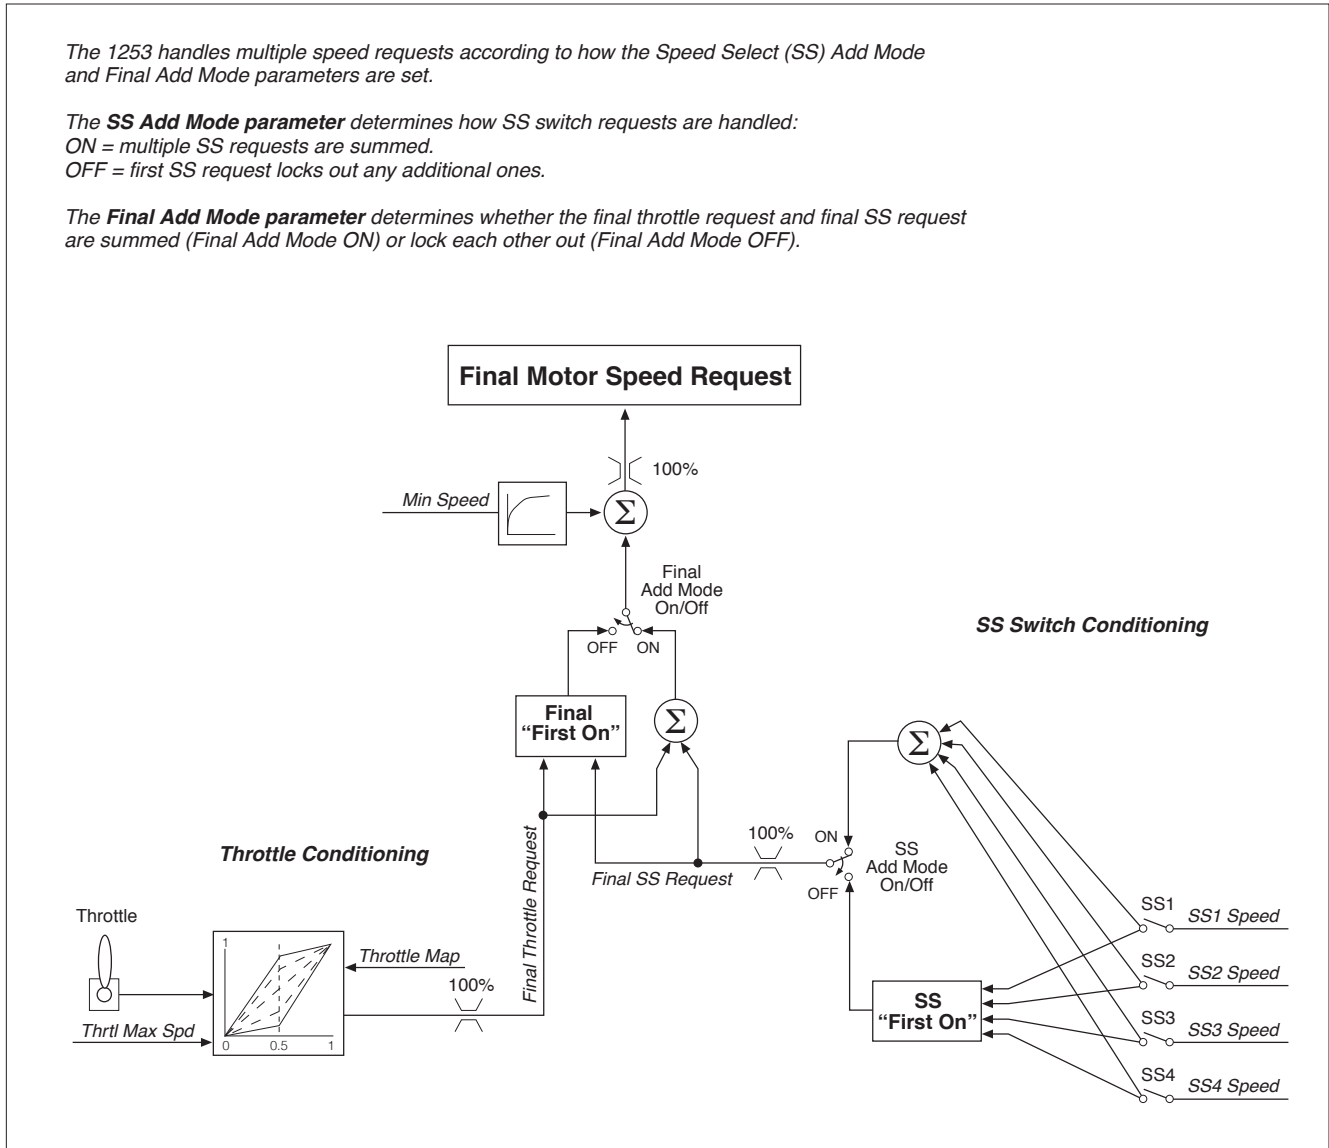 The 1253 handles multiple speed requests according to how the Speed Select (SS) Add Mode
and Final Add Mode parameters are set.
The SS Add Mode parameter determines how SS switch requests are handled:
ON = multiple SS requests are summed.
OFF = first SS request locks out any additional ones.
The Final Add Mode parameter determines whether the final throttle request and final SS request
are summed (Final Add Mode ON) or lock each other out (Final Add Mode OFF).
Final Motor Speed Request
100%
Min Speed
Σ
Final
Add Mode
On/Off
OFF
ON
SS Switch Conditioning
Final
“First On”
Σ
Σ
Throttle Conditioning
Final Throttle Request
Final SS Request
100%
ON
OFF
SS
Add Mode
On/Off
Throttle
1
Throttle Map
100%
Thrtl Max Spd
0
0.5
1
SS
“First On”
SS1
SS1 Speed
SS2
SS2 Speed
SS3
SS3 Speed
SS4
SS4 Speed